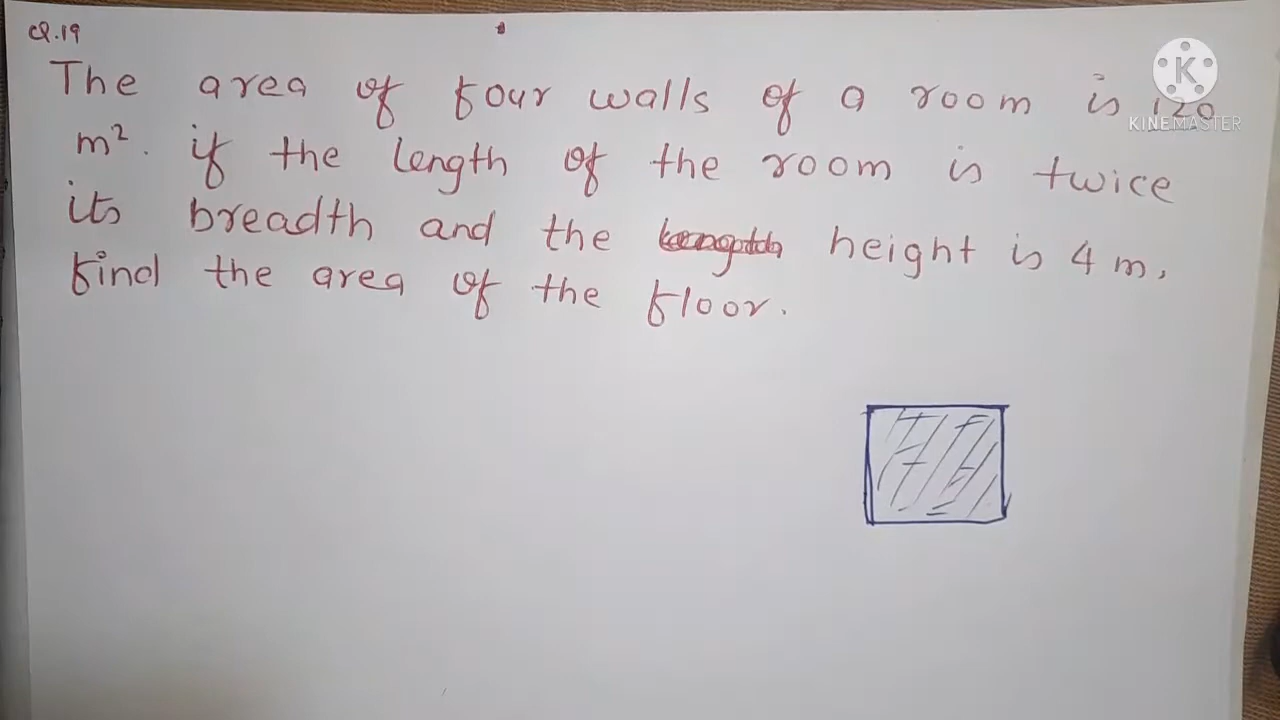 Q.19
The area of four walls of a room is 120
m². if the length of the room is twice
its breadth and the height is 4 m,
find the area of the floor.
K
KINEMASTER